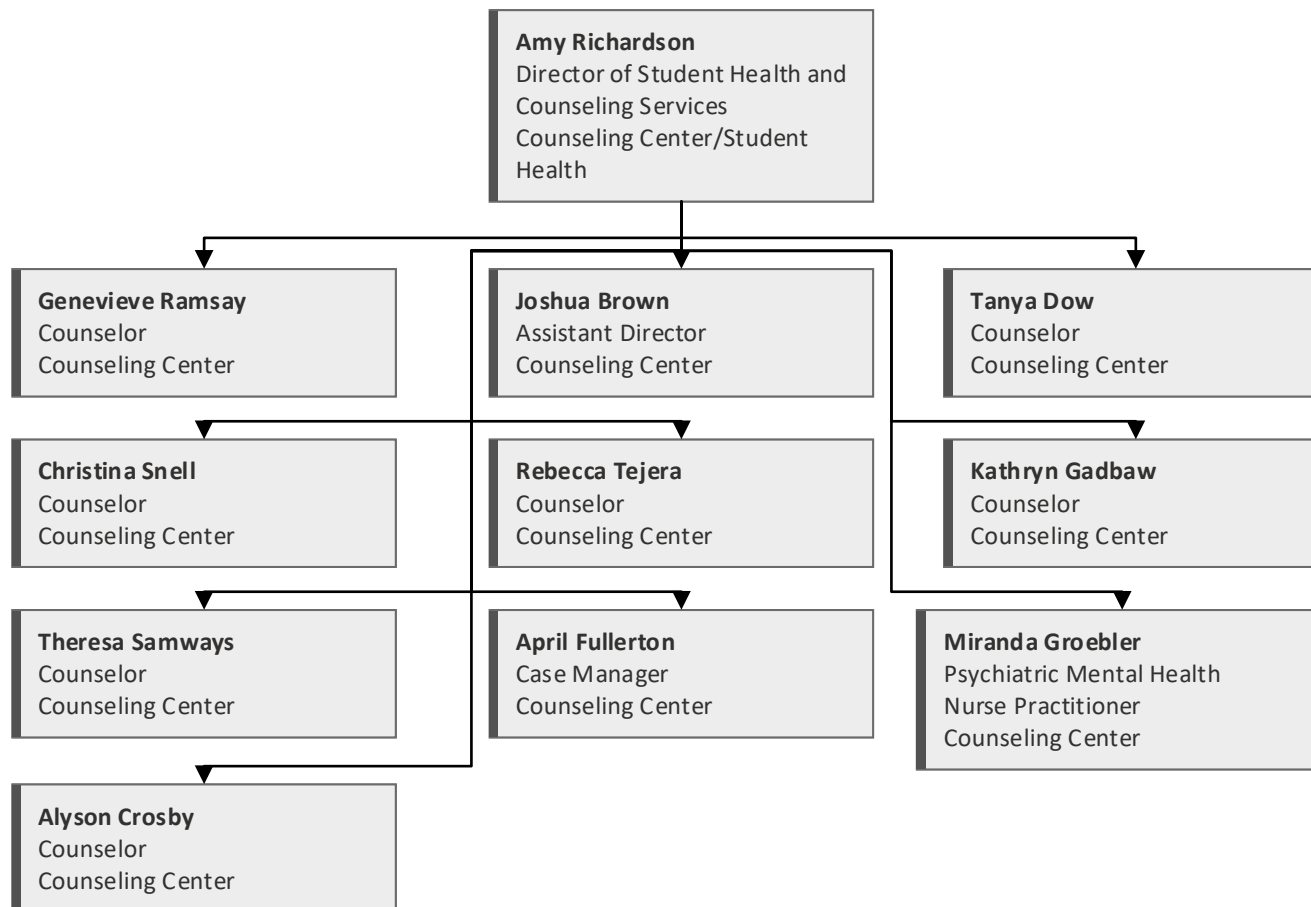 Amy Richardson
Director of Student Health and
Counseling Services
Counseling Center/Student
Health
Genevieve Ramsay
Counselor
Counseling Center
Joshua Brown
Assistant Director
Counseling Center
Tanya Dow
Counselor
Counseling Center
Christina Snell
Counselor
Counseling Center
Rebecca Tejera
Counselor
Counseling Center
Kathryn Gadbaw
Counselor
Counseling Center
Theresa Samways
Counselor
Counseling Center
April Fullerton
Case Manager
Counseling Center
Miranda Groebler
Psychiatric Mental Health
Nurse Practitioner
Counseling Center
Alyson Crosby
Counselor
Counseling Center